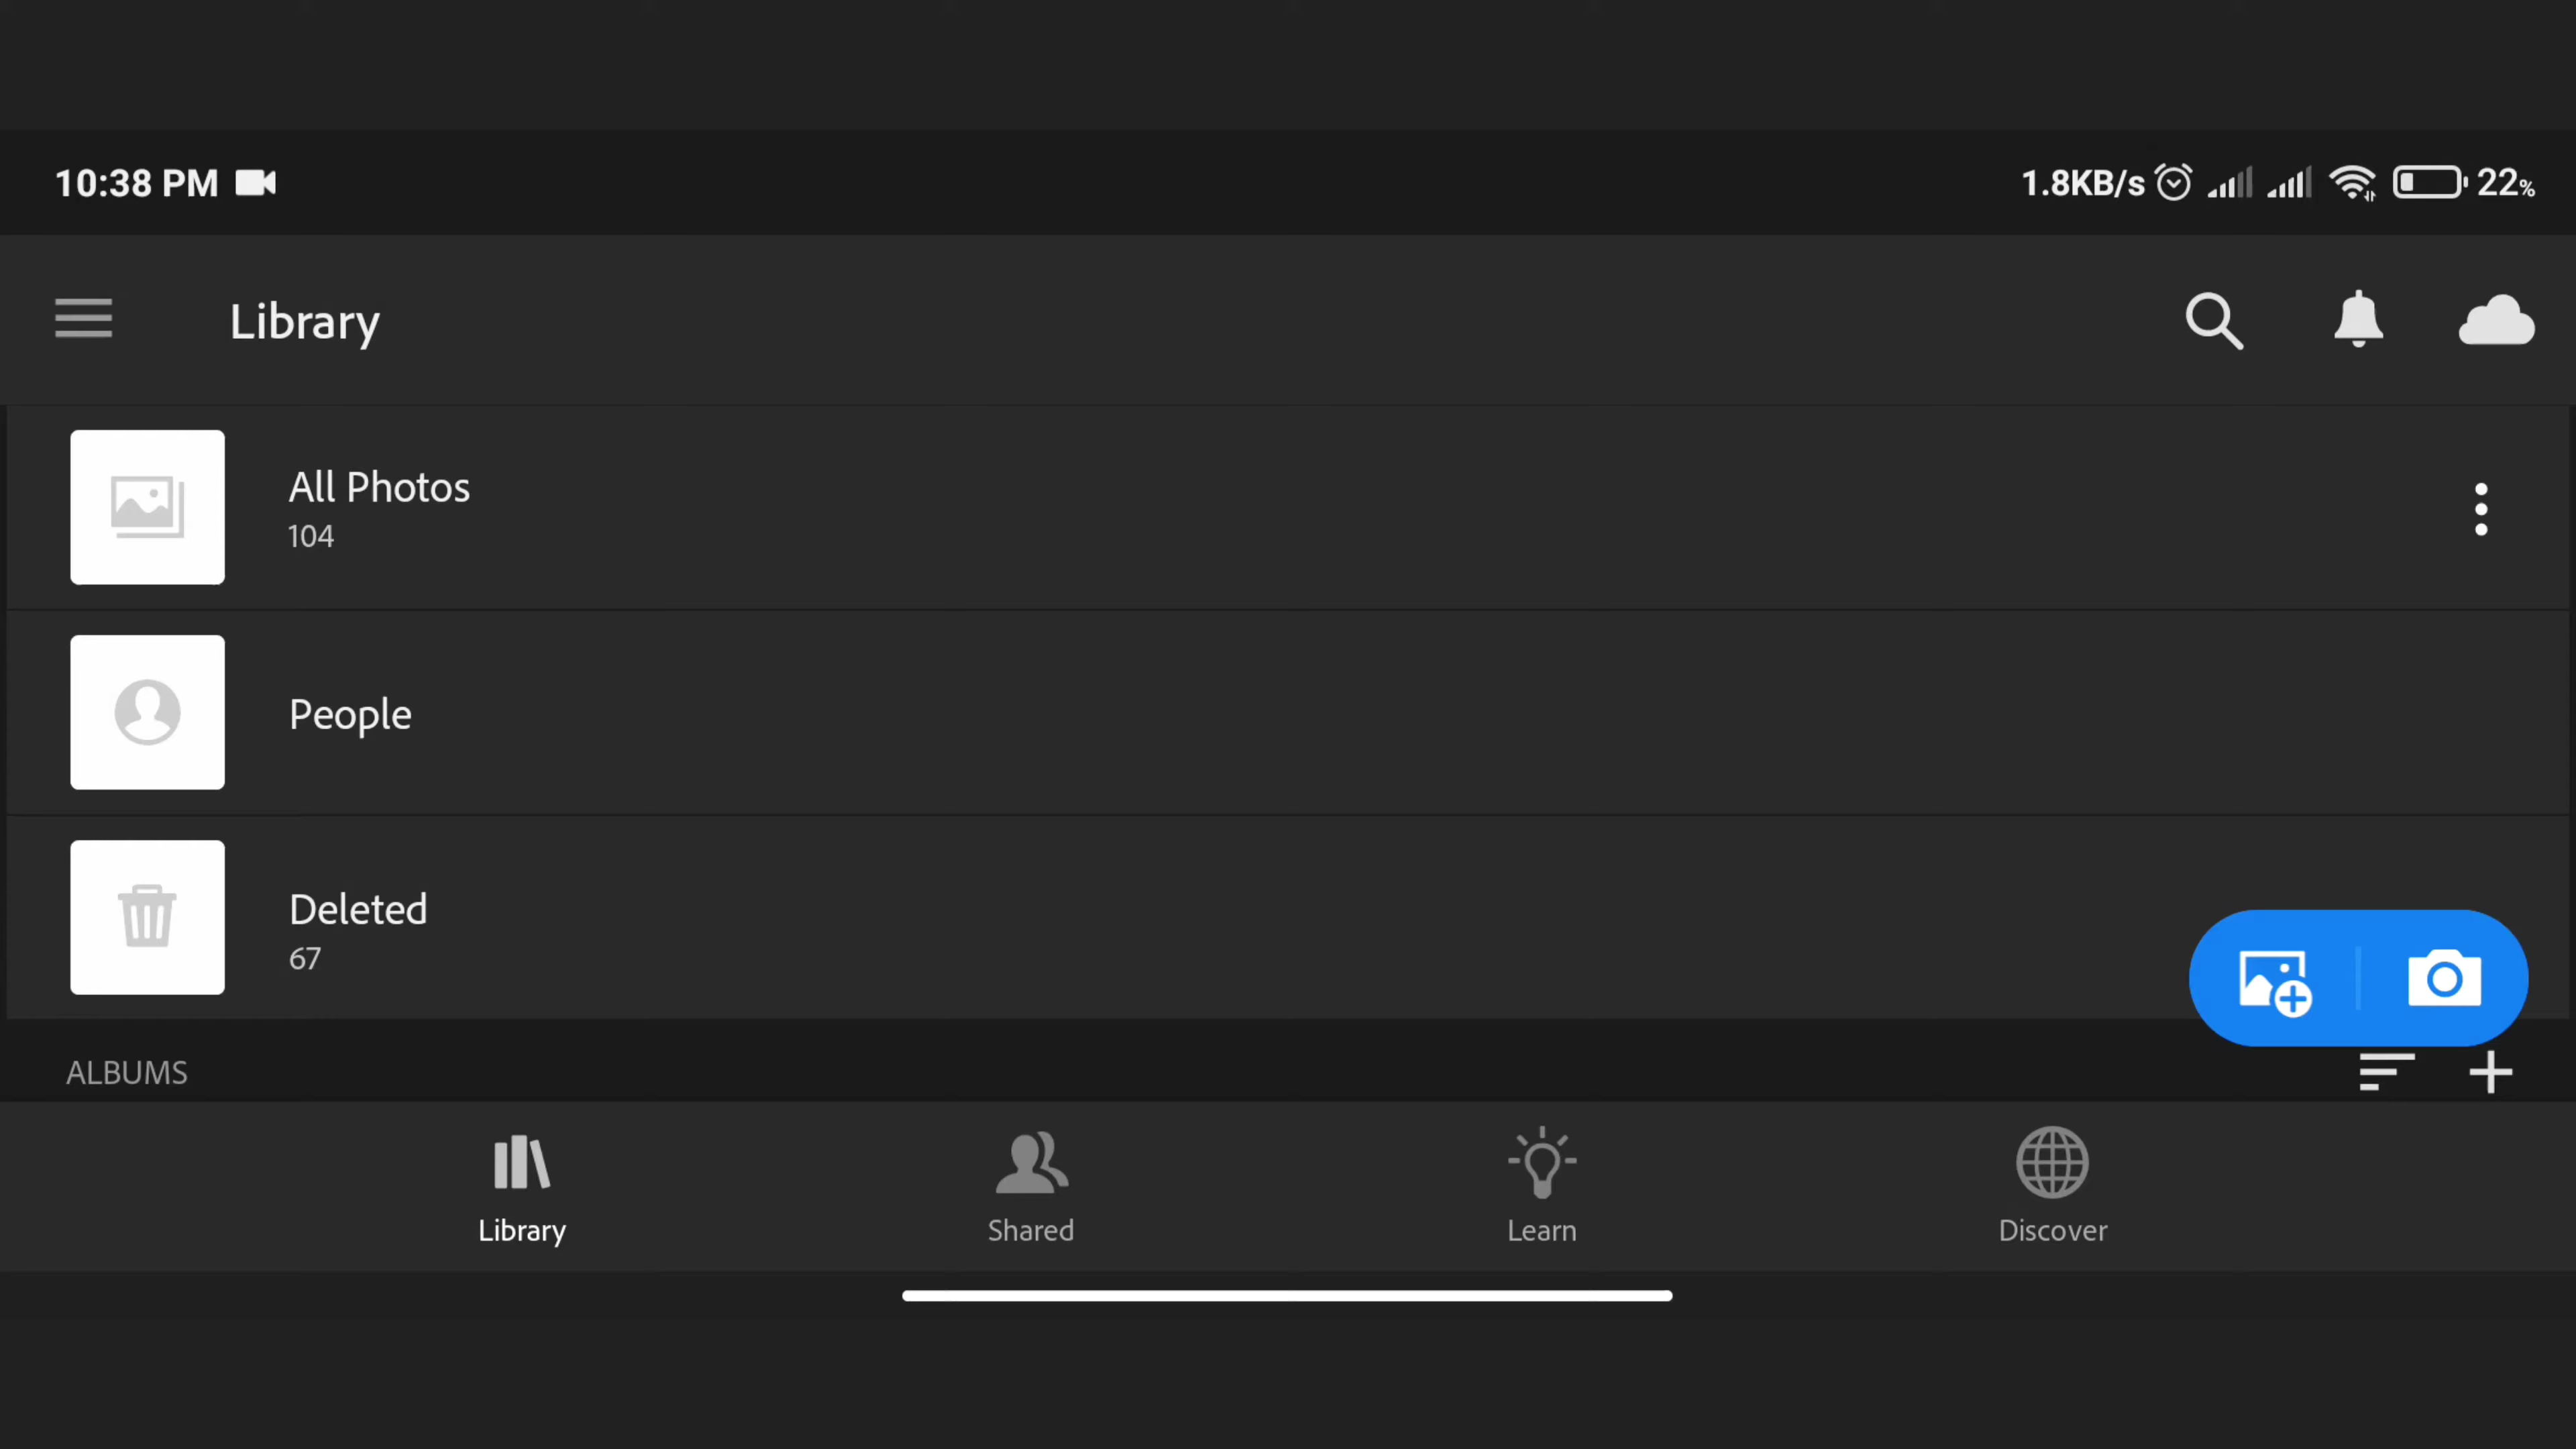 10:38 PM
1.8KB/s 22%
Library
All Photos
104
People
Deleted
67
ALBUMS
Library
Shared
Learn
Discover